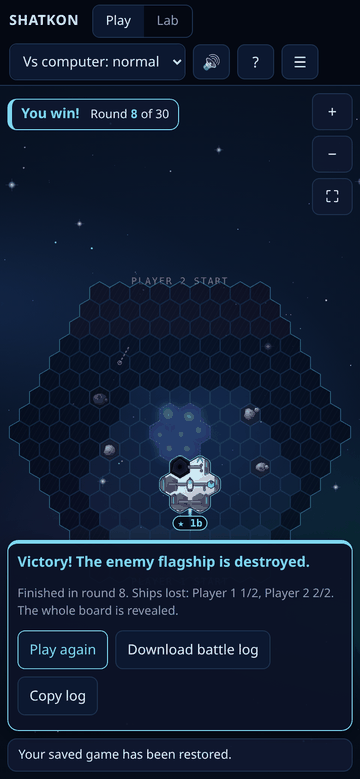 SHATKON
Play
Lab
Vs computer: normal
?
You win! Round 8 of 30
+
−
PLAYER 2 START
★ 1b
Victory! The enemy flagship is destroyed.
Finished in round 8. Ships lost: Player 1 1/2, Player 2 2/2.
The whole board is revealed.
Play again
Download battle log
Copy log
Your saved game has been restored.